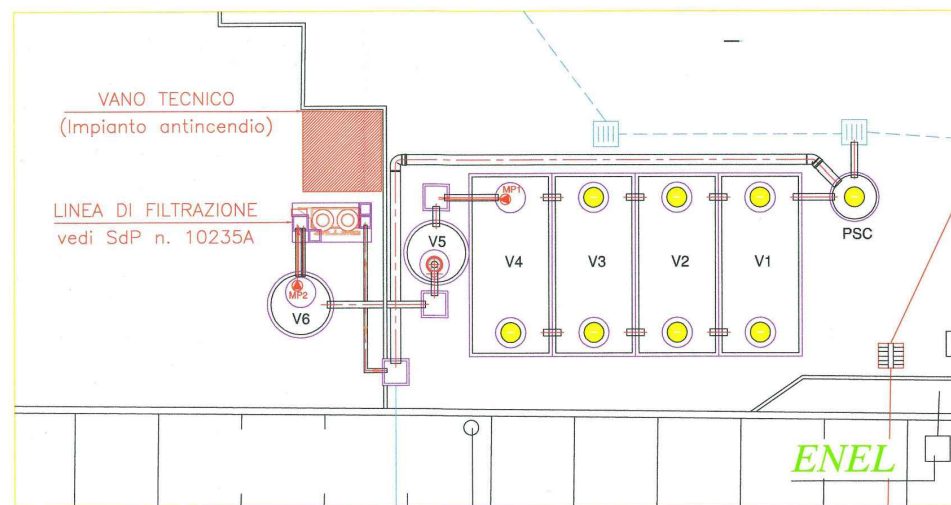 VANO TECNICO
(Impianto antincendio)
LINEA DI FILTRAZIONE
vedi SdP n. 10235A
MP1
V5
V4
V3
V2
V1
PSC
MP2
V6
ENEL